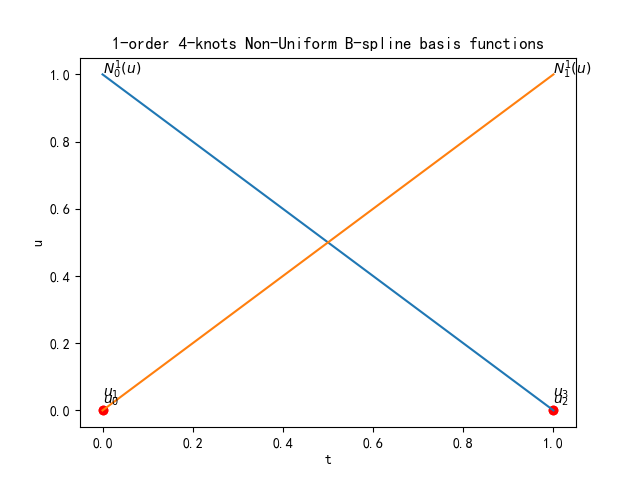 1-order 4-knots Non-Uniform B-spline basis functions
N_0^1(u)
N_1^1(u)
1.0
0.8
u
0.6
0.4
0.2
0.0
u_1
u_0
u_3
u_2
0.0 0.2 0.4 0.6 0.8 1.0
t